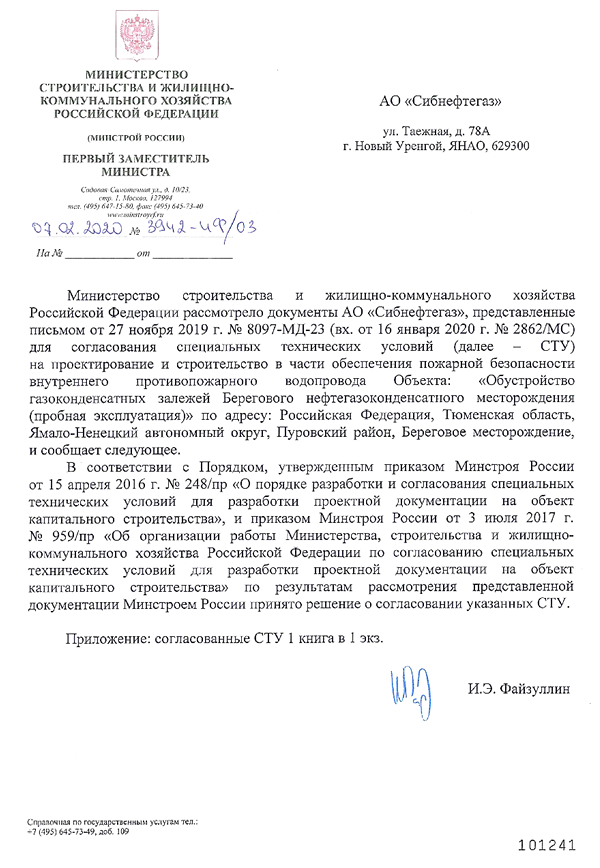 МИНИСТЕРСТВО
СТРОИТЕЛЬСТВА И ЖИЛИЩНО-
КОММУНАЛЬНОГО ХОЗЯЙСТВА
РОССИЙСКОЙ ФЕДЕРАЦИИ
(МИНСТРОЙ РОССИИ)
ПЕРВЫЙ ЗАМЕСТИТЕЛЬ
МИНИСТРА
Садовая-Самотечная ул., д. 10/23,
стр. 1, Москва, 127994
тел. (495) 647-15-80, факс (495) 645-73-40
www.minstroyrf.ru
07.02.2020 № 3942-ИФ/03
На № ______________ от ______________
АО «Сибнефтегаз»
ул. Таежная, д. 78А
г. Новый Уренгой, ЯНАО, 629300
Министерство строительства и жилищно-коммунального хозяйства
Российской Федерации рассмотрело документы АО «Сибнефтегаз», представленные
письмом от 27 ноября 2019 г. № 8097-МД-23 (вх. от 16 января 2020 г. № 2862/МС)
для согласования специальных технических условий (далее – СТУ)
на проектирование и строительство в части обеспечения пожарной безопасности
внутреннего противопожарного водопровода Объекта: «Обустройство
газоконденсатных залежей Берегового нефтегазоконденсатного месторождения
(пробная эксплуатация)» по адресу: Российская Федерация, Тюменская область,
Ямало-Ненецкий автономный округ, Пуровский район, Береговое месторождение,
и сообщает следующее.
В соответствии с Порядком, утвержденным приказом Минстроя России
от 15 апреля 2016 г. № 248/пр «О порядке разработки и согласования специальных
технических условий для разработки проектной документации на объект
капитального строительства», и приказом Минстроя России от 3 июля 2017 г.
№ 959/пр «Об организации работы Министерства, строительства и жилищно-
коммунального хозяйства Российской Федерации по согласованию специальных
технических условий для разработки проектной документации на объект
капитального строительства» по результатам рассмотрения представленной
документации Минстроем России принято решение о согласовании указанных СТУ.
Приложение: согласованные СТУ 1 книга в 1 экз.
И.Э. Файзуллин
Справочная по государственным услугам тел.:
+7 (495) 645-73-49, доб. 109
101241